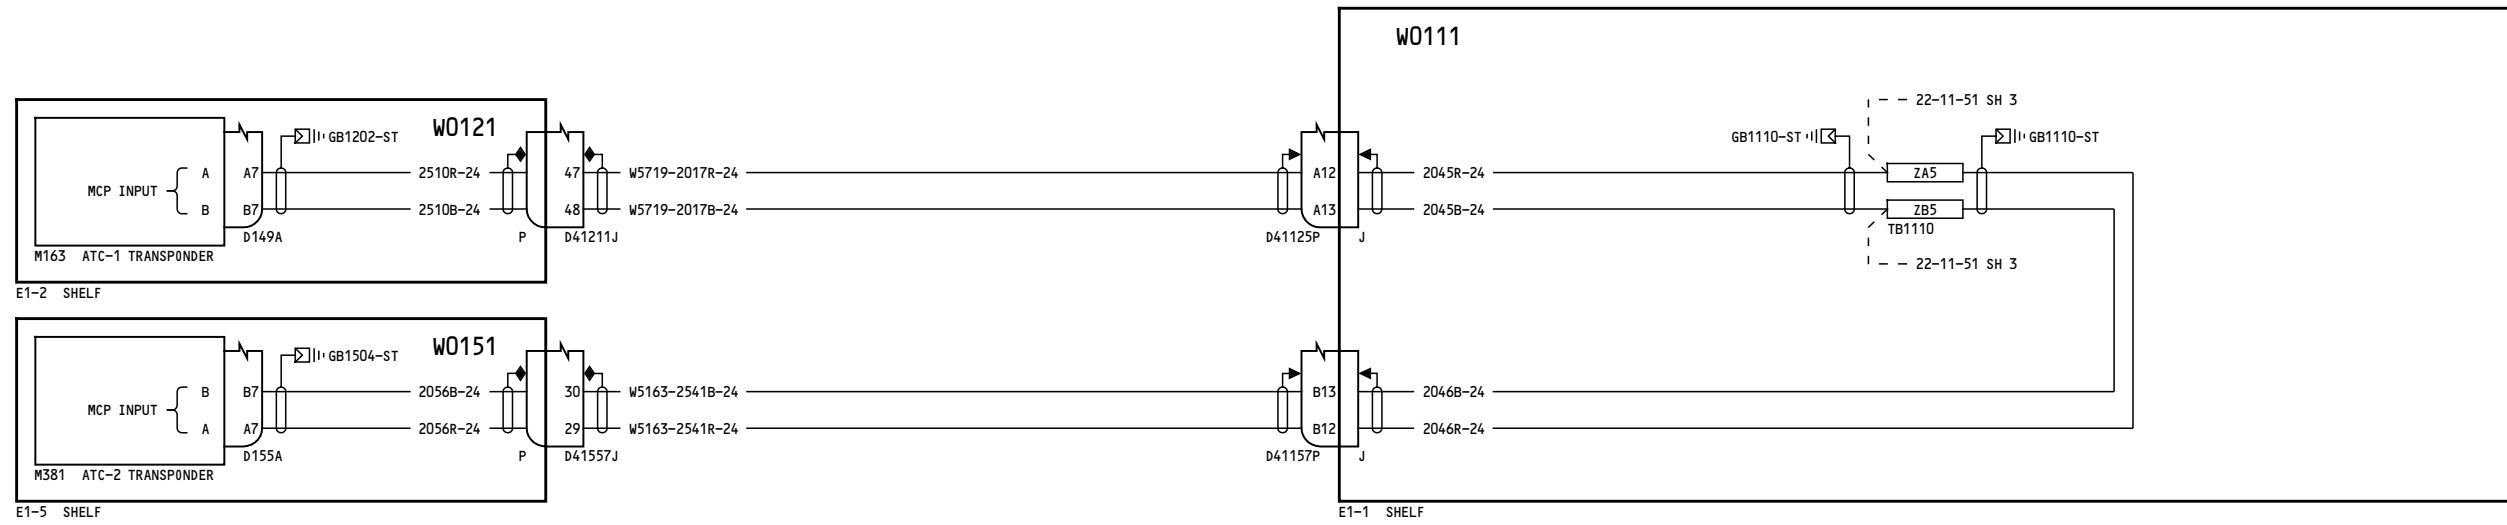 W0111
22-11-51 SH 3
W0121
GB1202-ST
GB1110-ST
GB1110-ST
A
A7
2510R-24
47
W5719-2017R-24
A12
2045R-24
ZA5
MCP INPUT
B
B7
2510B-24
48
W5719-2017B-24
A13
2045B-24
ZB5
D149A
P
D41211J
D41125P
J
TB1110
M163 ATC-1 TRANSPONDER
22-11-51 SH 3
E1-2 SHELF
W0151
GB1504-ST
B
B7
2056B-24
30
W5163-2541B-24
B13
2046B-24
MCP INPUT
A
A7
2056R-24
29
W5163-2541R-24
B12
2046R-24
D155A
P
D41557J
D41157P
J
M381 ATC-2 TRANSPONDER
E1-5 SHELF
E1-1 SHELF